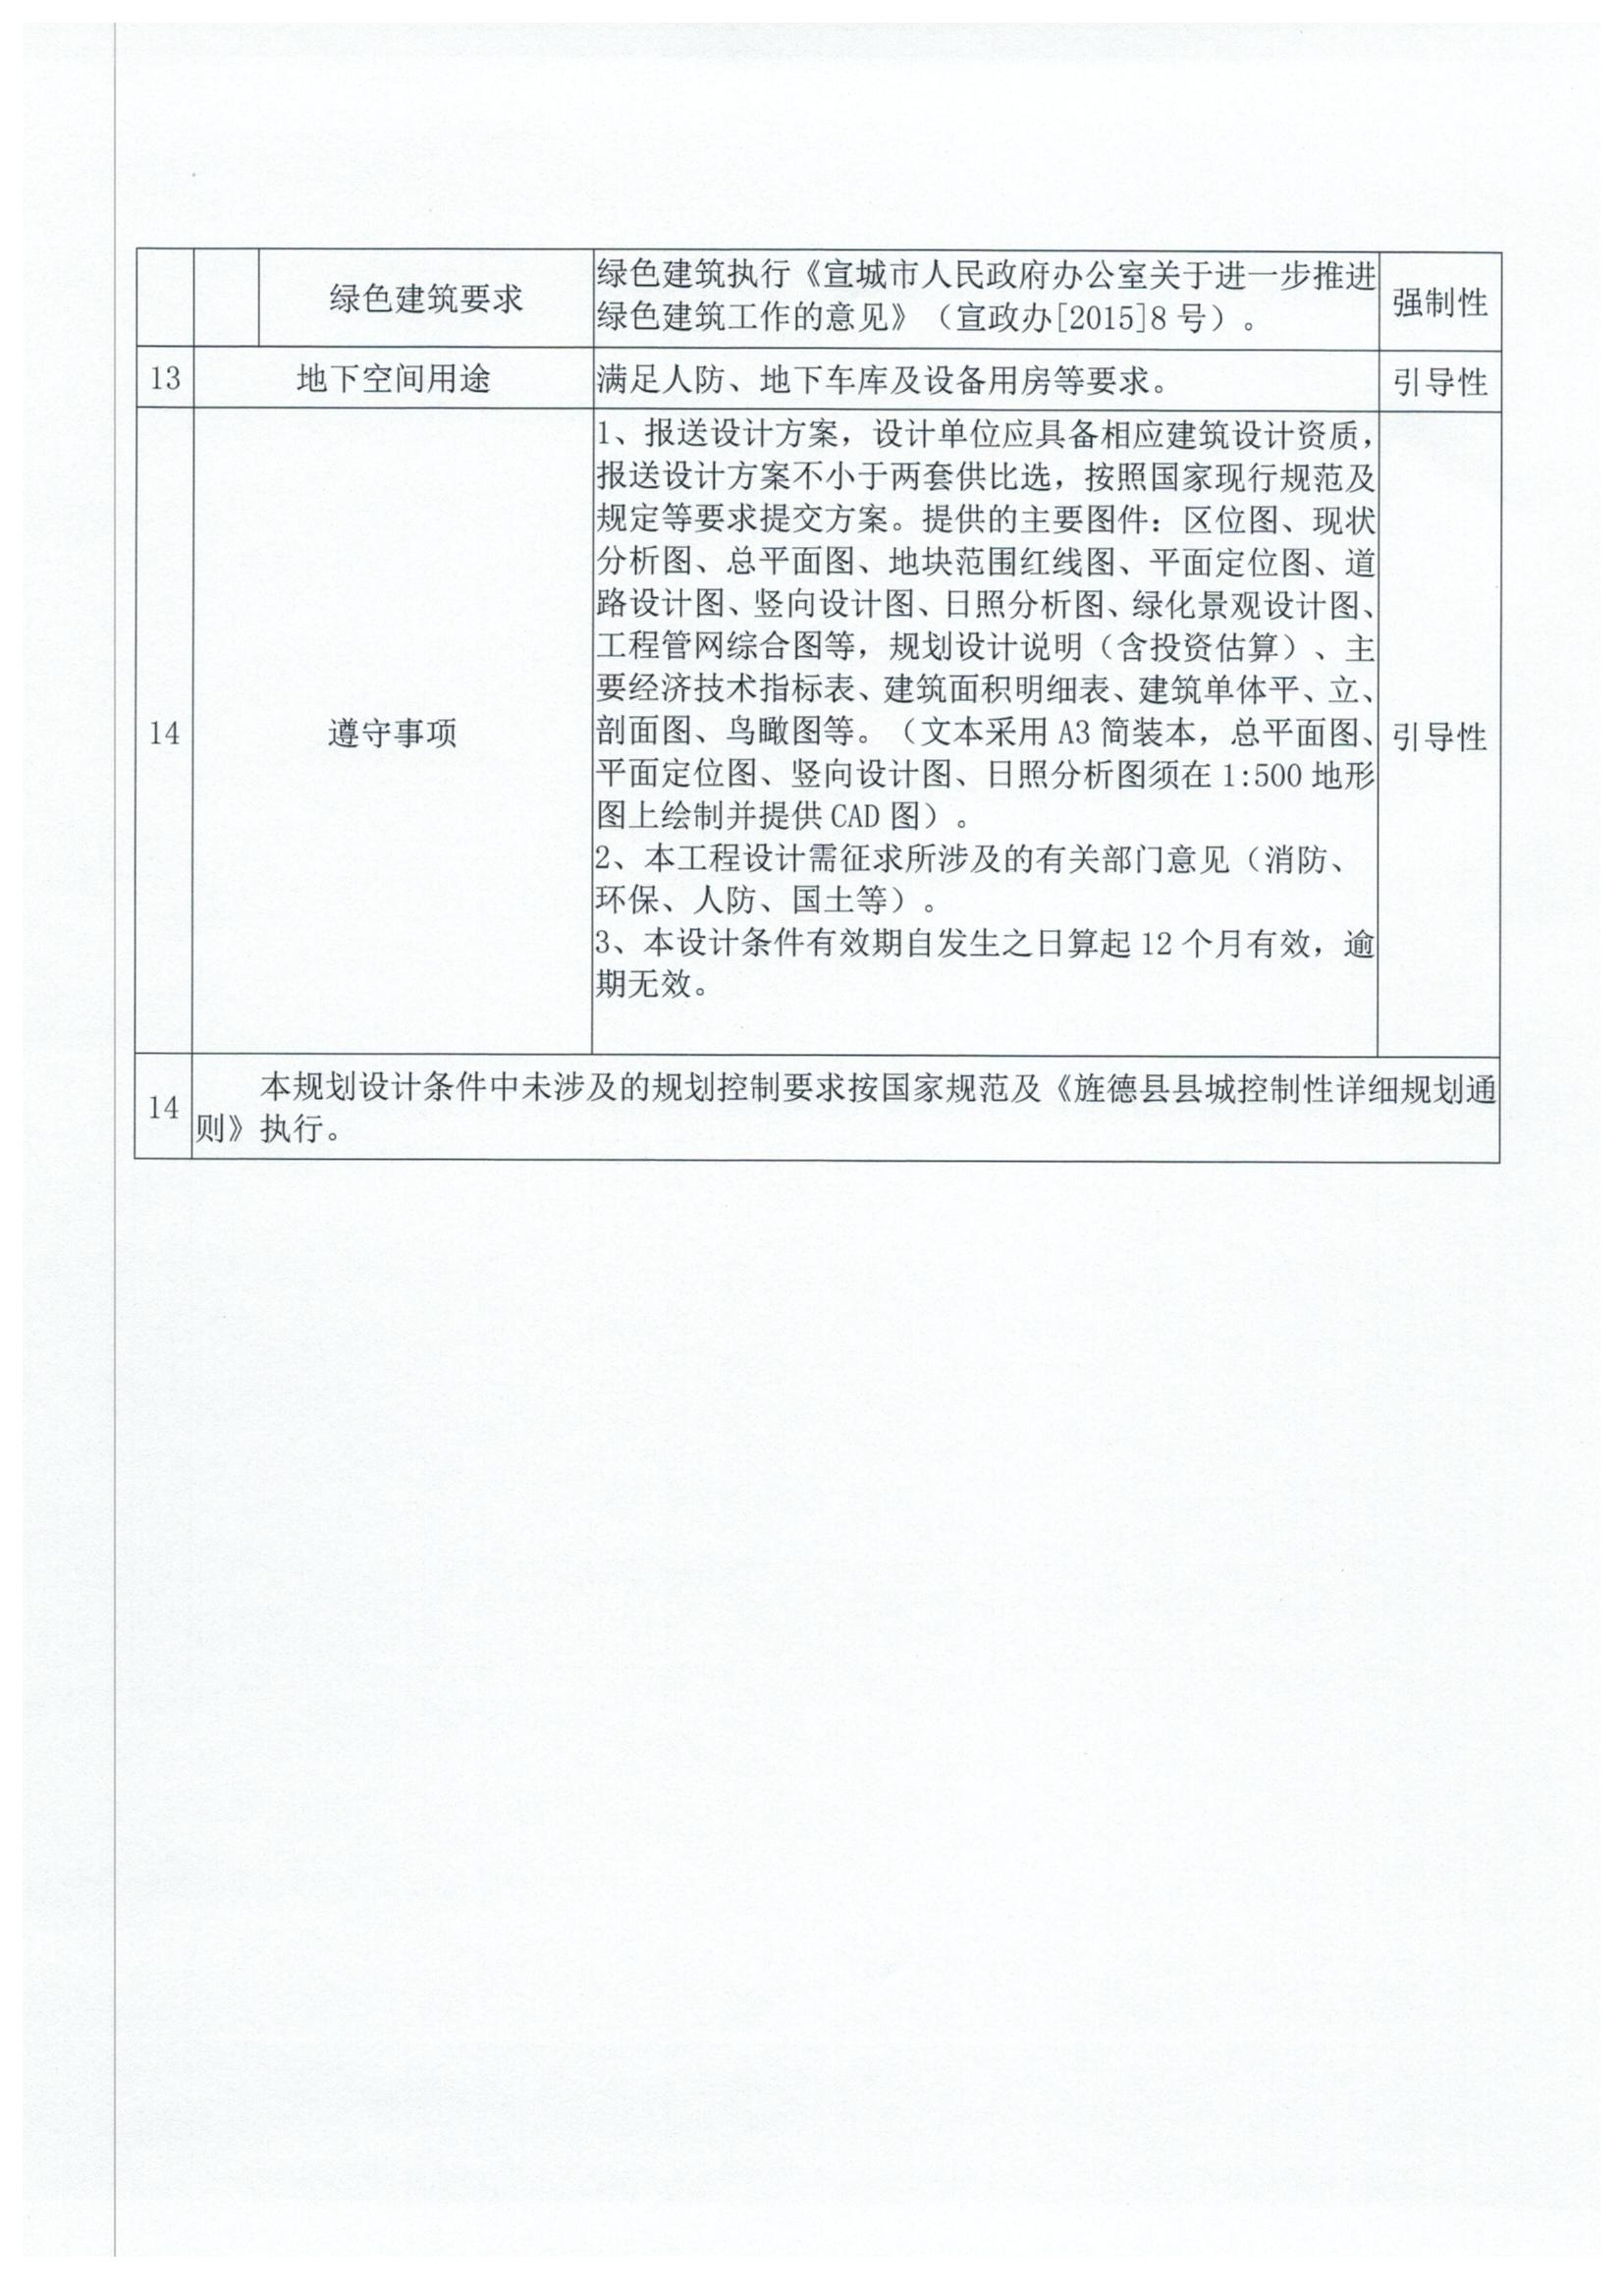 绿色建筑要求
绿色建筑执行《宣城市人民政府办公室关于进一步推进
绿色建筑工作的意见》（宣政办[2015]8 号）。
强制性
13
地下空间用途
满足人防、地下车库及设备用房等要求。
引导性
14
遵守事项
1、报送设计方案，设计单位应具备相应建筑设计资质，
报送设计方案不小于两套供比选，按照国家现行规范及
规定等要求提交方案。提供的主要图件：区位图、现状
分析图、总平面图、地块范围红线图、平面定位图、道
路设计图、竖向设计图、日照分析图、绿化景观设计图、
工程管网综合图等，规划设计说明（含投资估算）、主
要经济技术指标表、建筑面积明细表、建筑单体平、立、
剖面图、鸟瞰图等。（文本采用 A3 简装本，总平面图、
平面定位图、竖向设计图、日照分析图须在 1:500 地形
图上绘制并提供 CAD 图）。
2、本工程设计需征求所涉及的有关部门意见（消防、
环保、人防、国土等）。
3、本设计条件有效期自发生之日算起 12 个月有效，逾
期无效。
引导性
14
本规划设计条件中未涉及的规划控制要求按国家规范及《旌德县县城控制性详细规划通
则》执行。